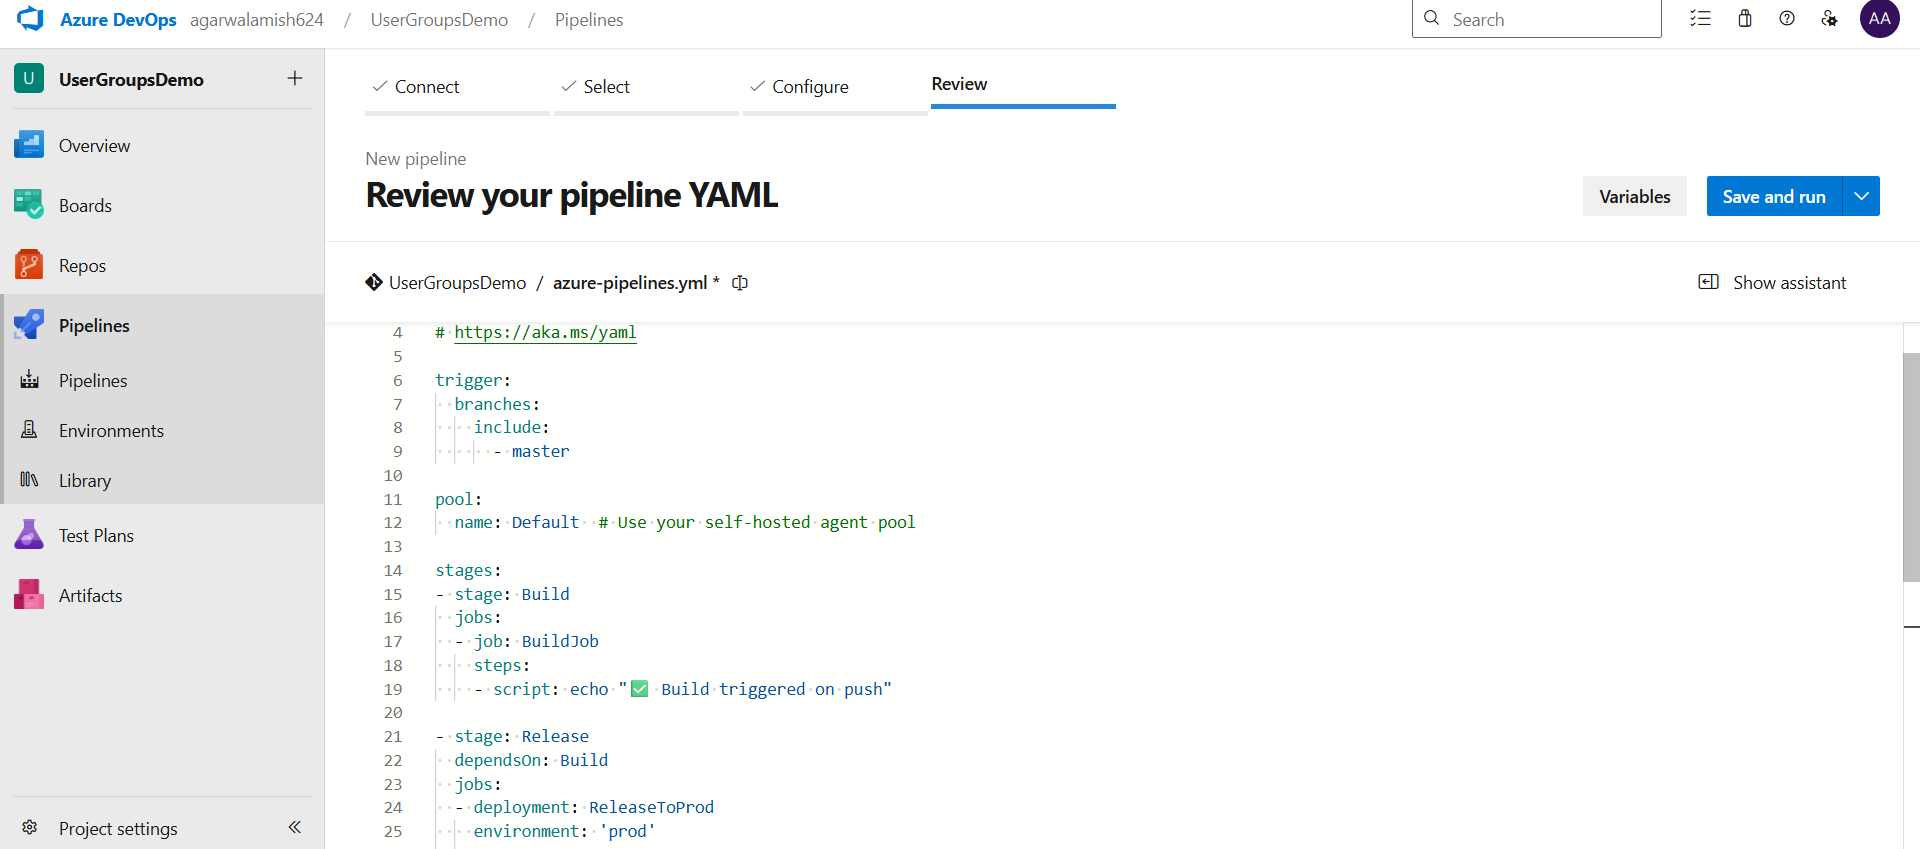 Azure DevOps agarwalamish624 / UserGroupsDemo / Pipelines
Search
AA
U UserGroupsDemo +
Overview
Boards
Repos
Pipelines
Pipelines
Environments
Library
Test Plans
Artifacts
Project settings
Connect
Select
Configure
Review
New pipeline
Review your pipeline YAML
Variables
Save and run
UserGroupsDemo / azure-pipelines.yml *
Show assistant
4 # https://aka.ms/yaml
5
6 trigger:
7   branches:
8     include:
9       - master
10
11 pool:
12   name: Default  # Use your self-hosted agent pool
13
14 stages:
15 - stage: Build
16   jobs:
17   - job: BuildJob
18     steps:
19     - script: echo "✅ Build triggered on push"
20
21 - stage: Release
22   dependsOn: Build
23   jobs:
24   - deployment: ReleaseToProd
25     environment: 'prod'